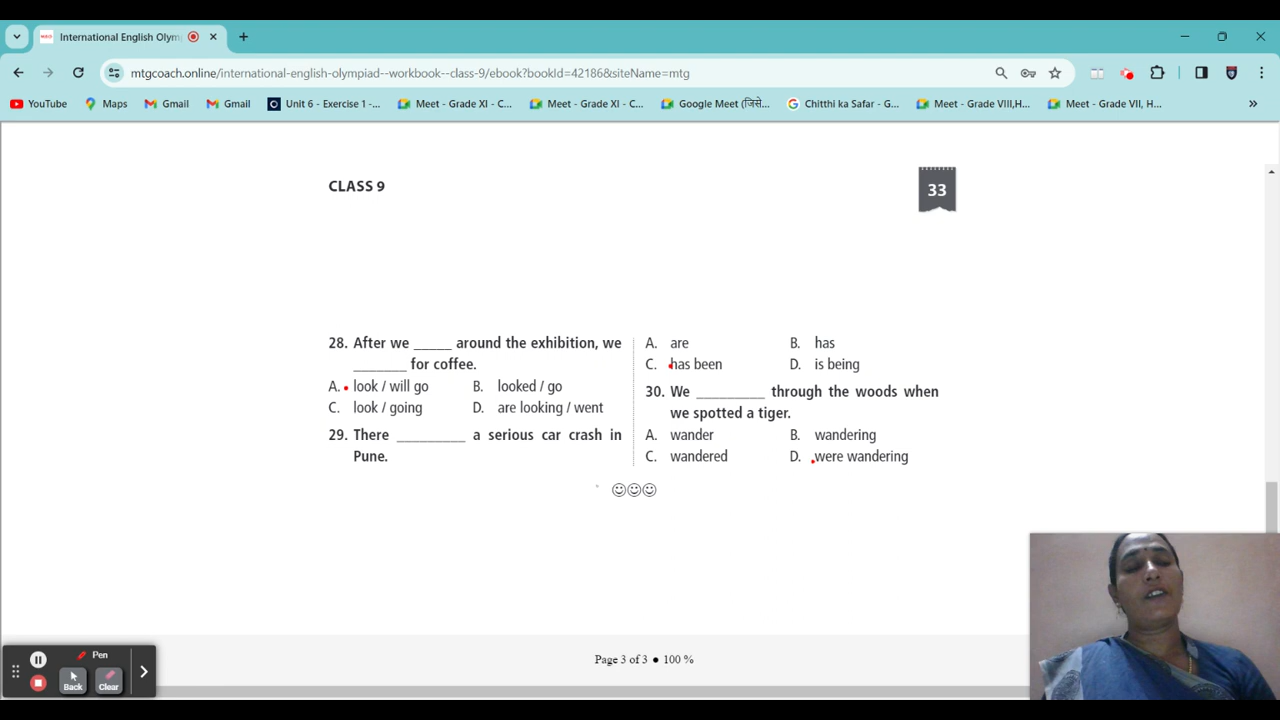 International English Olym
mtgcoach.online/international-english-olympiad--workbook--class-9/ebook?bookId=42186&siteName=mtg
YouTube Maps Gmail Gmail Unit 6 - Exercise 1 -... Meet - Grade XI - C... Meet - Grade XI - C... Google Meet (जिसे... Chitthi ka Safar - G... Meet - Grade VIII,H... Meet - Grade VII, H... »
CLASS 9
33
28. After we _____ around the exhibition, we
_______ for coffee.
A. look / will go B. looked / go
C. look / going D. are looking / went
29. There _________ a serious car crash in
Pune.
A. are B. has
C. has been D. is being
30. We _________ through the woods when
we spotted a tiger.
A. wander B. wandering
C. wandered D. were wandering
☺☺☺
Page 3 of 3 ● 100 %
Pen
Back Clear